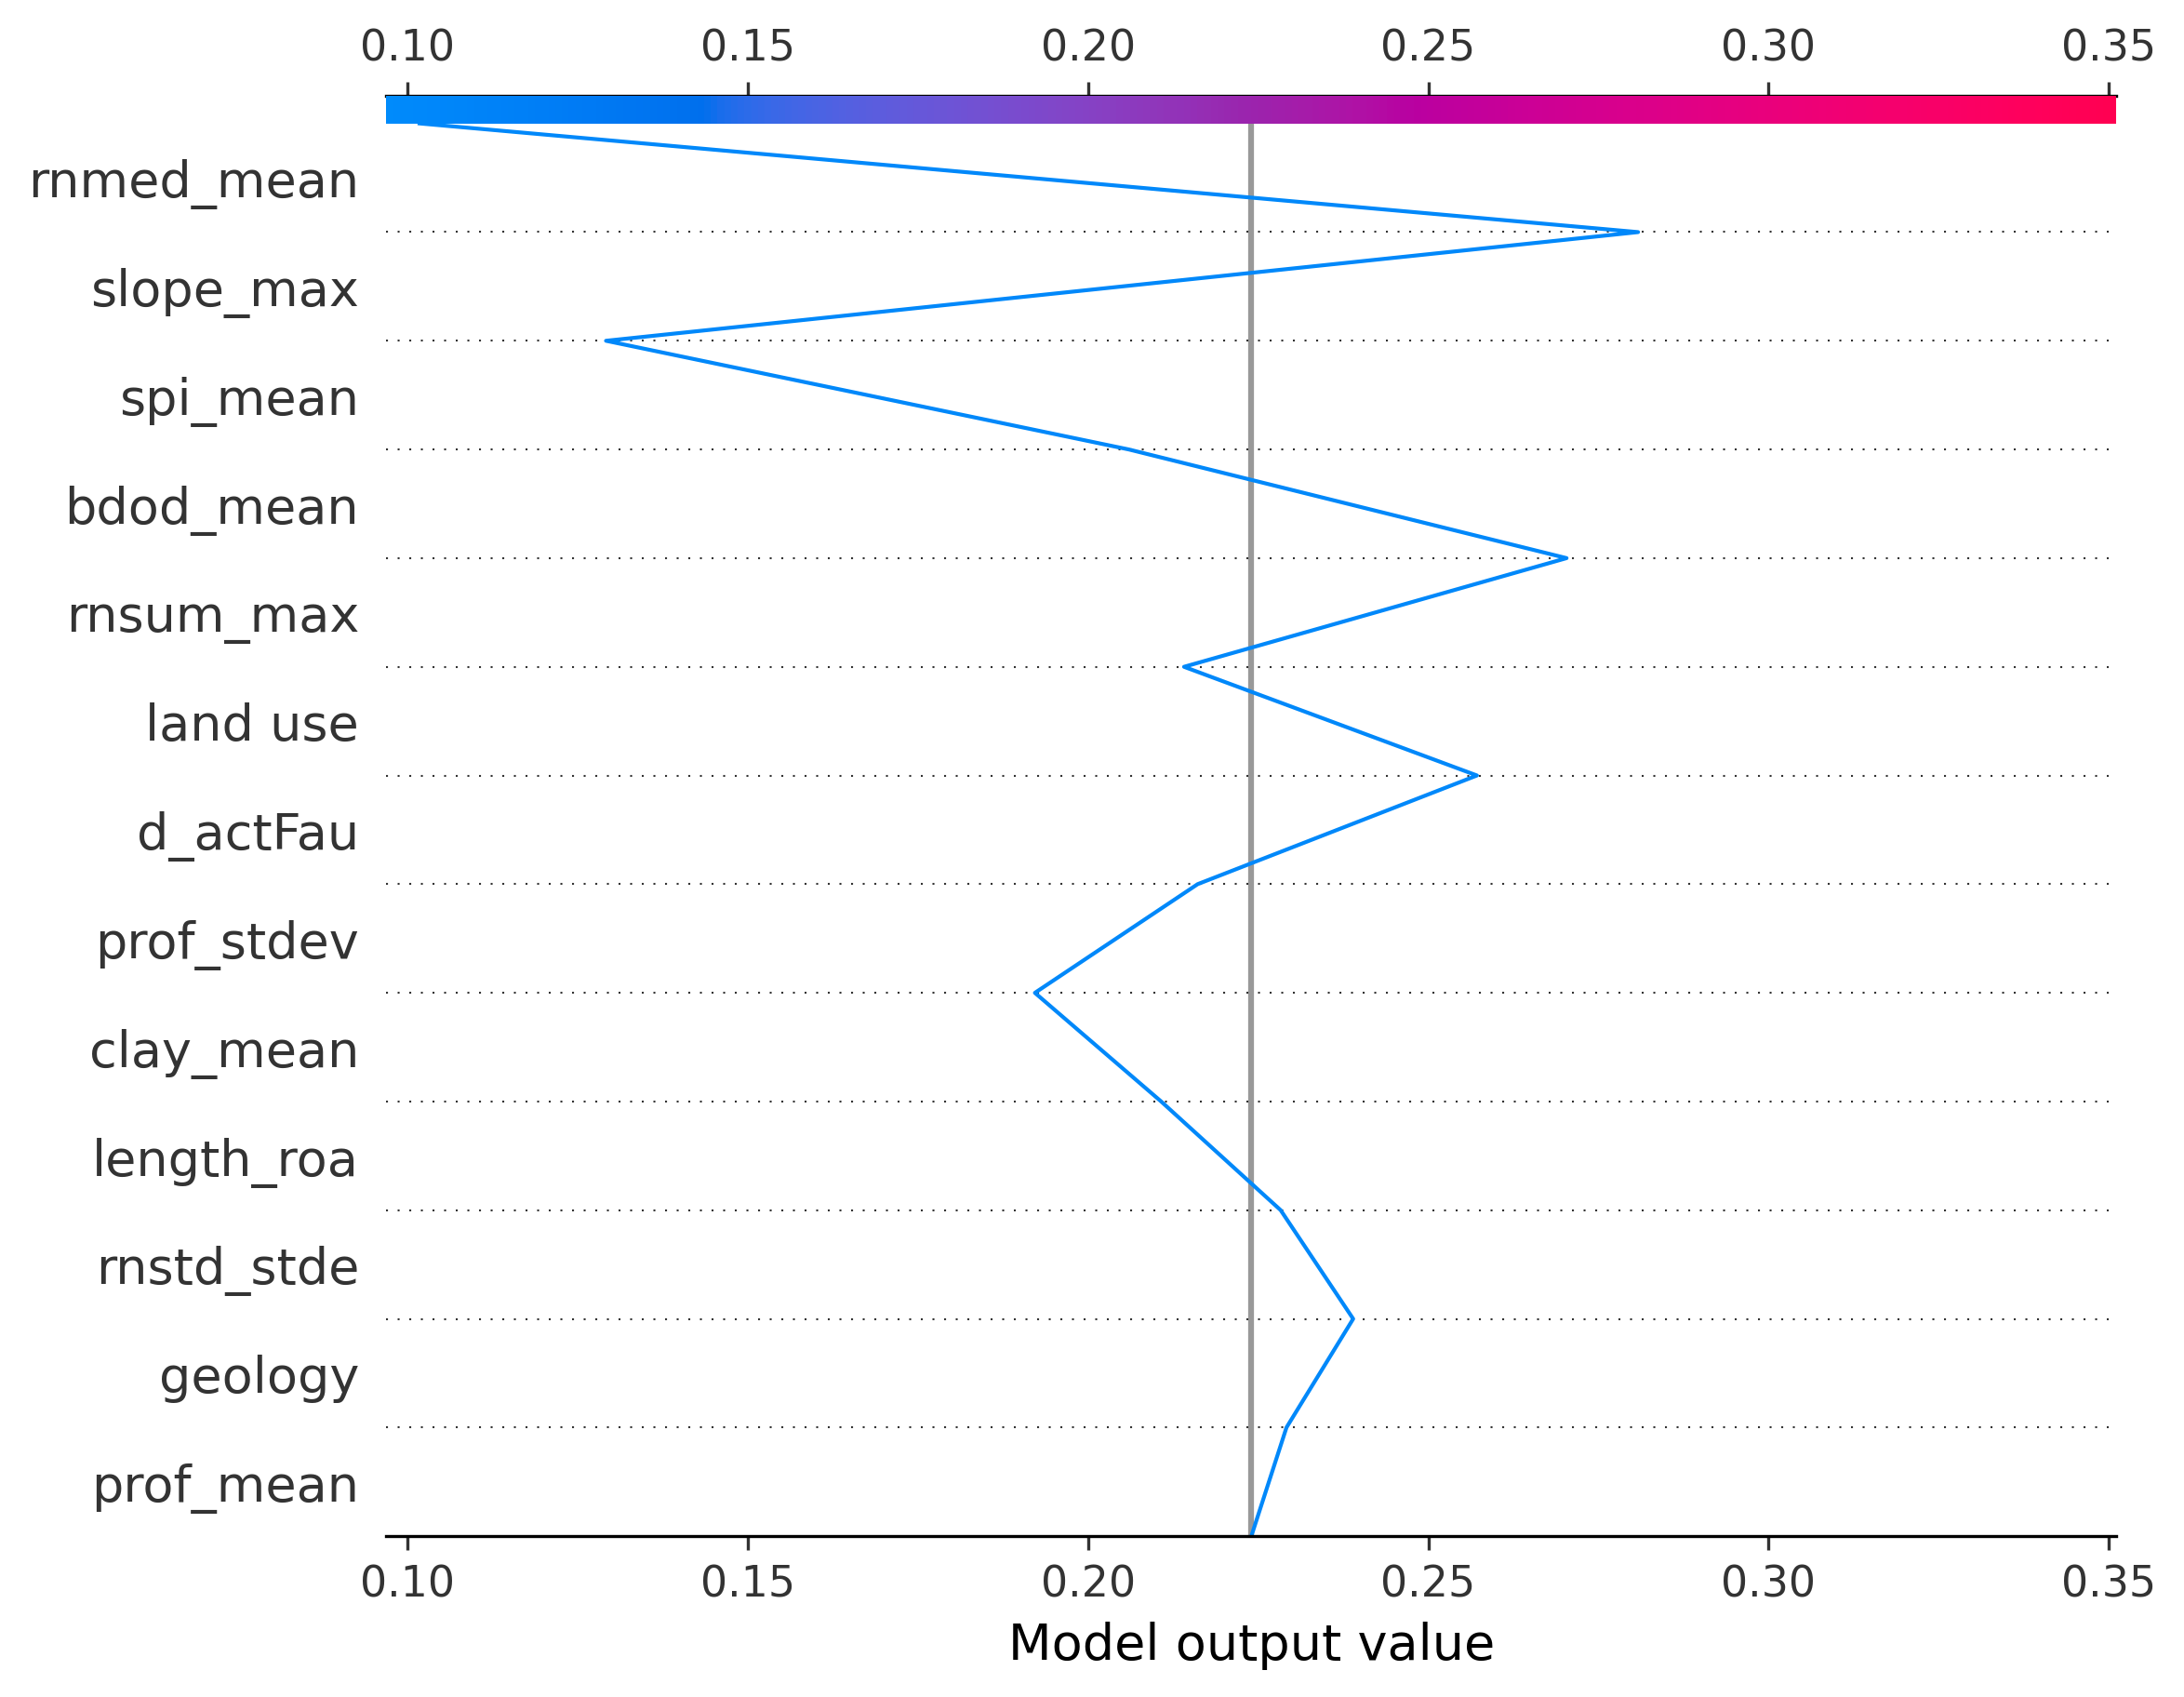 0.10 0.15 0.20 0.25 0.30 0.35
rnmed_mean
slope_max
spi_mean
bdod_mean
rnsum_max
land use
d_actFau
prof_stdev
clay_mean
length_roa
rnstd_stde
geology
prof_mean
0.10 0.15 0.20 0.25 0.30 0.35
Model output value